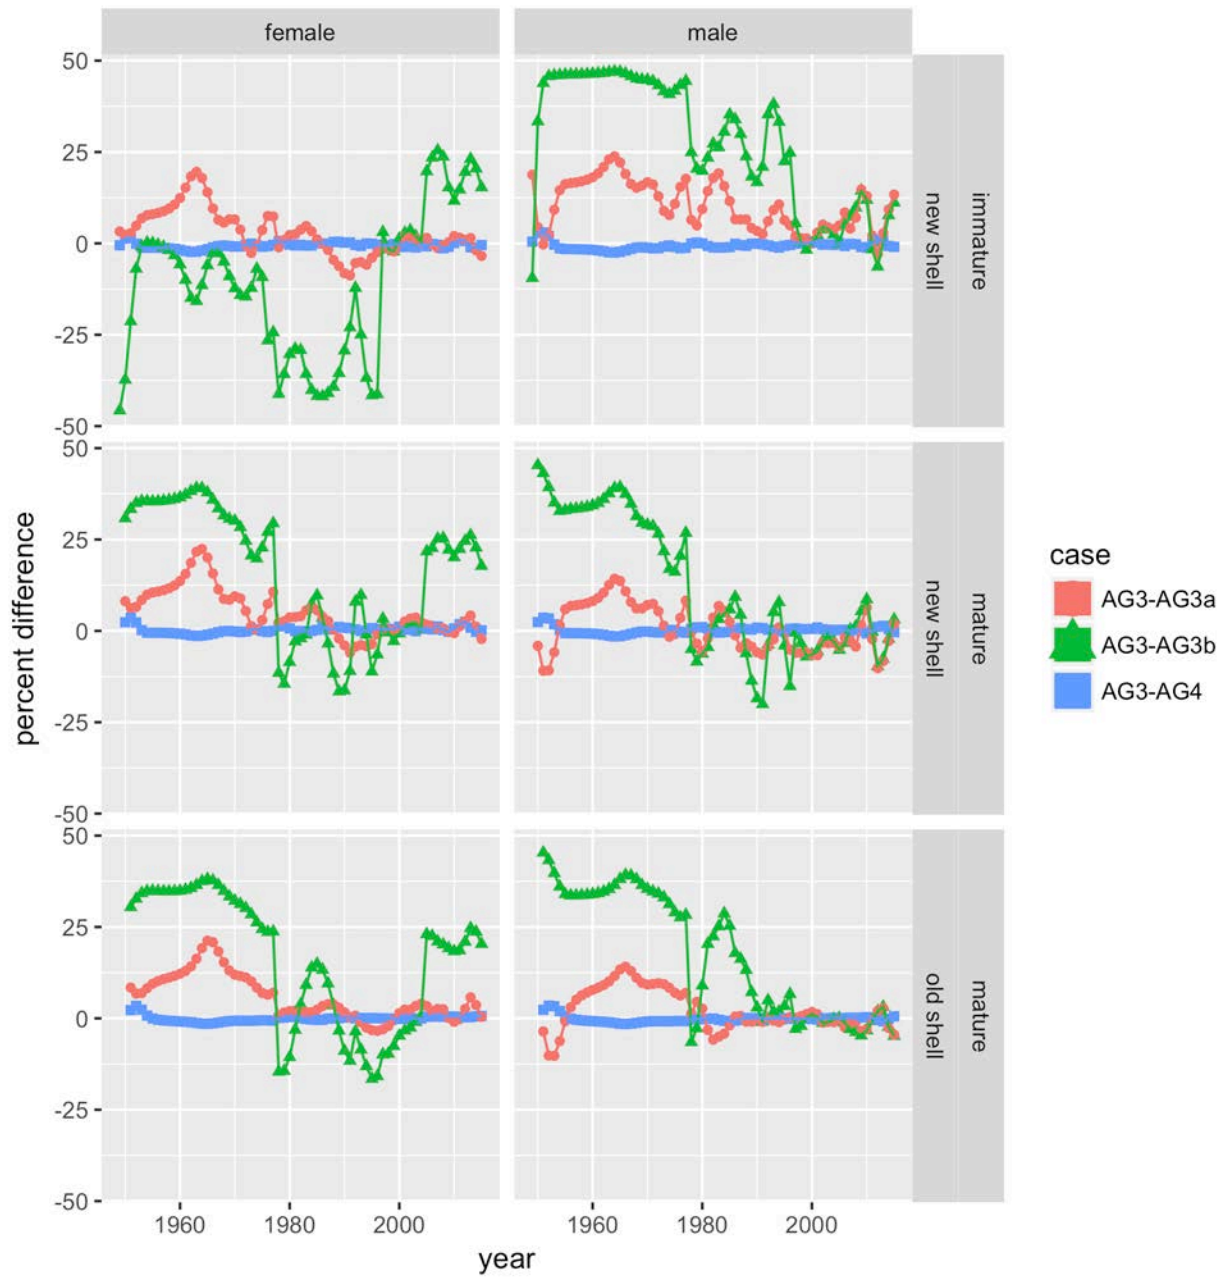 female
male
50
25
0
-25
-50
immature
new shell
50
25
0
-25
-50
mature
new shell
50
25
0
-25
-50
mature
old shell
percent difference
1960
1980
2000
1960
1980
2000
year
case
AG3-AG3a
AG3-AG3b
AG3-AG4